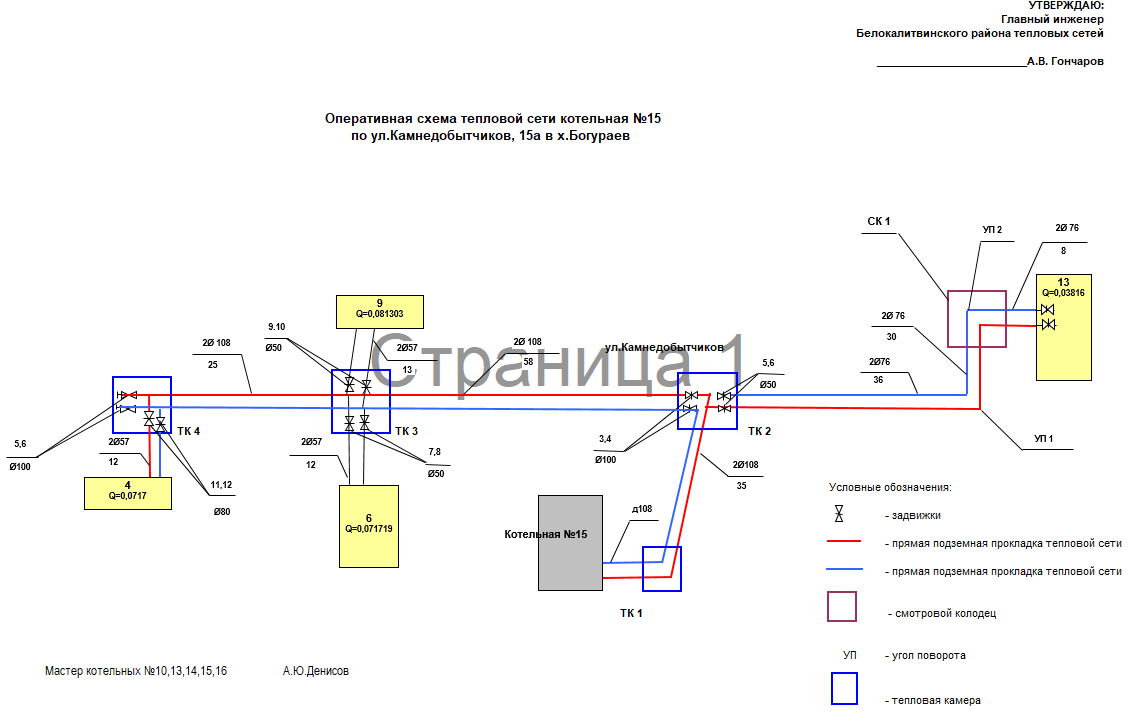 УТВЕРЖДАЮ:
Главный инженер
Белокалитвинского района тепловых сетей
А.В. Гончаров
Оперативная схема тепловой сети котельная №15
по ул.Камнедобытчиков, 15а в х.Богураев
СК 1
УП 2
2Ø 76
8
13
Q=0,03816
9
Q=0,081303
9.10
Ø50
2Ø 108
25
2Ø57
13
2Ø 108
58
ул.Камнедобытчиков
Страница 1
2Ø 76
30
2Ø76
36
5,6
Ø50
ТК 4
ТК 3
ТК 2
УП 1
5,6
Ø100
2Ø57
12
2Ø57
12
7,8
Ø50
3,4
Ø100
2Ø108
35
4
Q=0,0717
11,12
Ø80
6
Q=0,071719
д108
Котельная №15
ТК 1
Условные обозначения:
- задвижки
- прямая подземная прокладка тепловой сети
- прямая подземная прокладка тепловой сети
- смотровой колодец
УП - угол поворота
- тепловая камера
Мастер котельных №10,13,14,15,16 А.Ю.Денисов